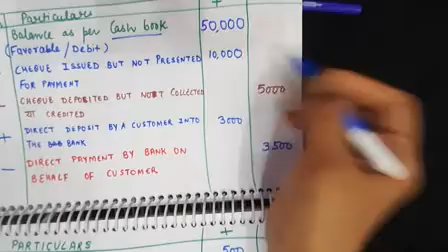 Particulars +
Balance as per Cash book 50,000
(Favorable/Debit)
CHEQUE ISSUED BUT NOT PRESENTED 10,000
FOR PAYMENT
CHEQUE DEPOSITED BUT NOT COLLECTED 5000
OR CREDITED
+ DIRECT DEPOSIT BY A CUSTOMER INTO 3000
THE BANK
- DIRECT PAYMENT BY BANK ON 3500
BEHALF OF CUSTOMER
PARTICULARS +
500